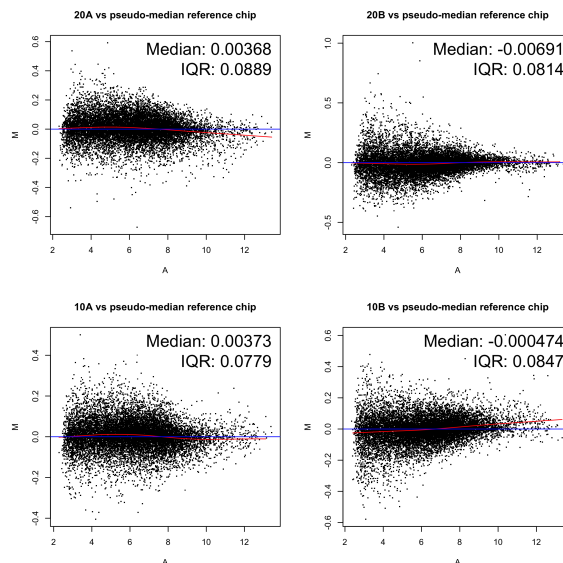 20A vs pseudo-median reference chip
Median: 0.00368
IQR: 0.0889
0.6
0.4
0.2
0.0
-0.2
-0.4
-0.6
M
2 4 6 8 10 12
A
20B vs pseudo-median reference chip
Median: -0.00691
IQR: 0.0814
1.0
0.5
0.0
-0.5
M
2 4 6 8 10 12
A
10A vs pseudo-median reference chip
Median: 0.00373
IQR: 0.0779
0.4
0.2
0.0
-0.2
-0.4
M
2 4 6 8 10 12
A
10B vs pseudo-median reference chip
Median: -0.000474
IQR: 0.0847
0.6
0.4
0.2
0.0
-0.2
-0.4
-0.6
M
2 4 6 8 10 12
A